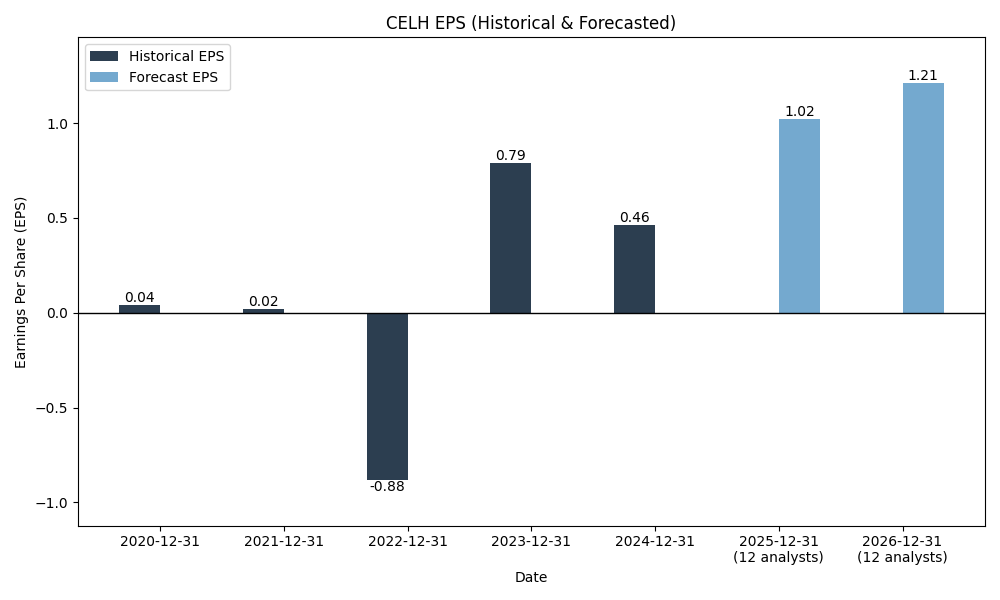 CELH EPS (Historical & Forecasted)
Historical EPS
Forecast EPS
Earnings Per Share (EPS)
1.0
0.5
0.0
−0.5
−1.0
0.04
0.02
-0.88
0.79
0.46
1.02
1.21
2020-12-31
2021-12-31
2022-12-31
2023-12-31
2024-12-31
2025-12-31
(12 analysts)
2026-12-31
(12 analysts)
Date